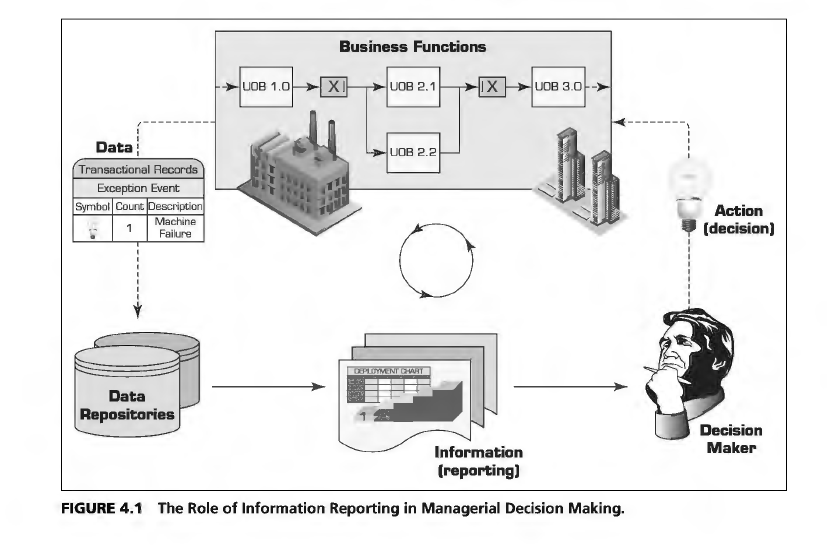 Business Functions
UOB 1.0
X
UOB 2.1
X
UOB 3.0
UOB 2.2
Data
Transactional Records
Exception Event
Symbol Count Description
1 Machine
Failure
Action
(decision)
DEPLOYMENT CHART
1
Data
Repositories
Information
(reporting)
Decision
Maker
FIGURE 4.1 The Role of Information Reporting in Managerial Decision Making.